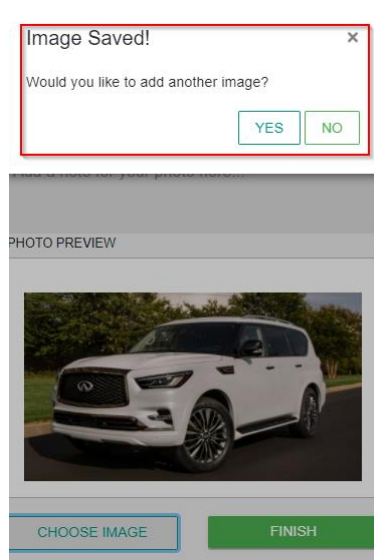 Image Saved!
×
Would you like to add another image?
YES
NO
Add a note for your photo here...
PHOTO PREVIEW
CHOOSE IMAGE
FINISH